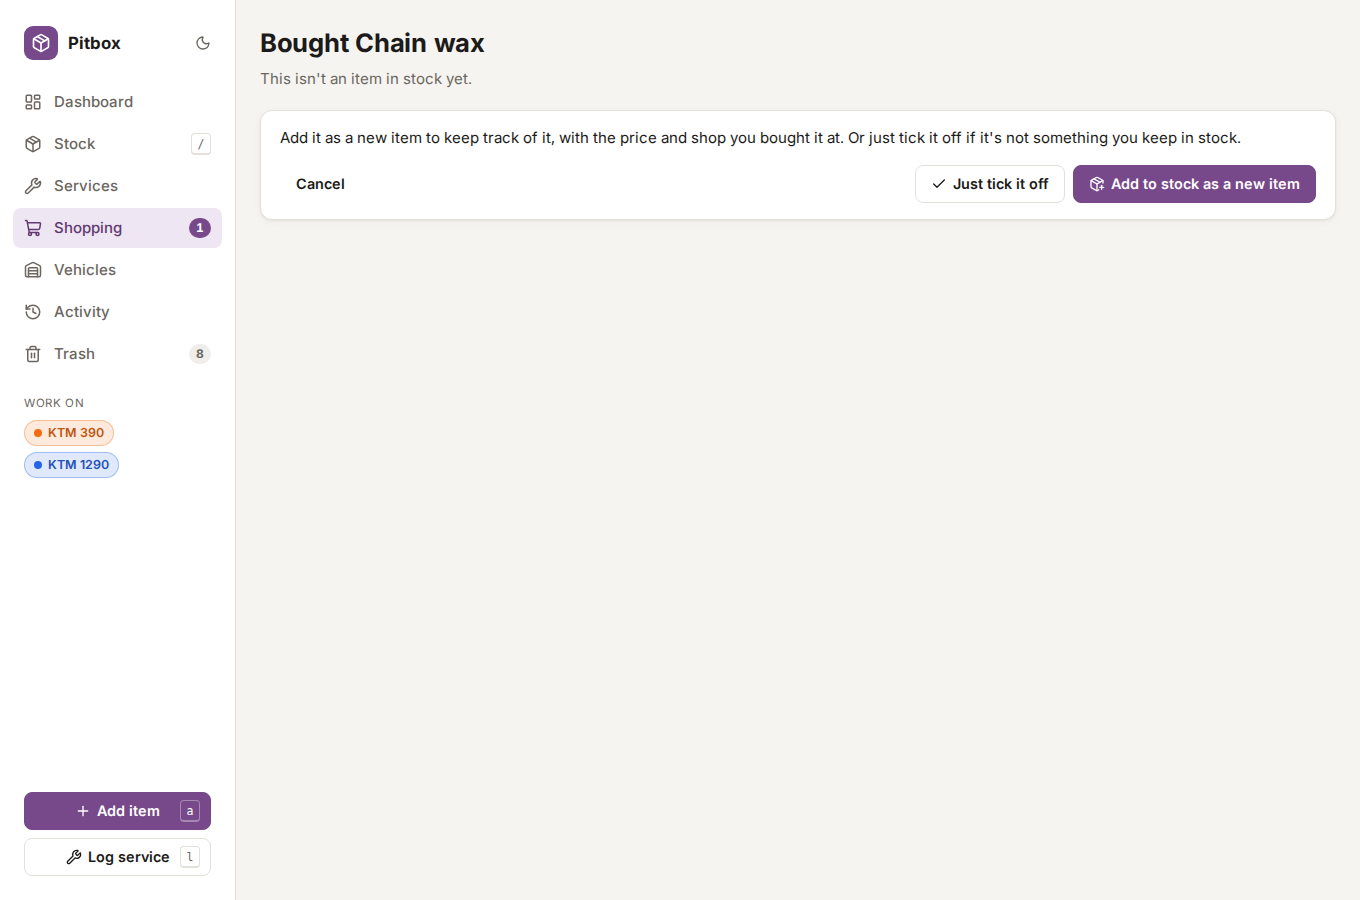 Pitbox
Dashboard
Stock /
Services
Shopping 1
Vehicles
Activity
Trash 8
WORK ON
KTM 390
KTM 1290
Add item a
Log service l
Bought Chain wax
This isn't an item in stock yet.
Add it as a new item to keep track of it, with the price and shop you bought it at. Or just tick it off if it's not something you keep in stock.
Cancel
Just tick it off
Add to stock as a new item